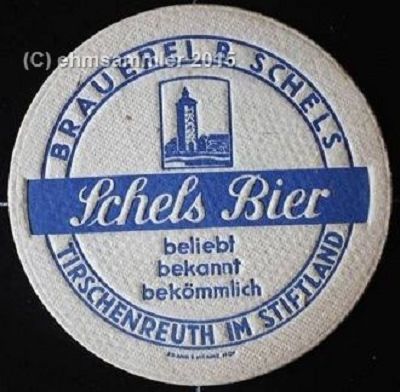 (C) ehmsammler 2015
BRAUEREI R. SCHELS
Schels Bier
beliebt
bekannt
bekömmlich
TIRSCHENREUTH IM STIFTLAND